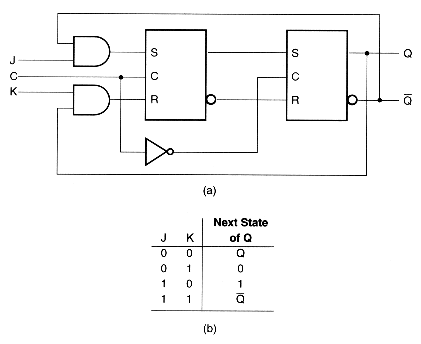 S S Q
J
C C C
K
R R Q̅
(a)
Next State
J K of Q
0 0 Q
0 1 0
1 0 1
1 1 Q̅
(b)